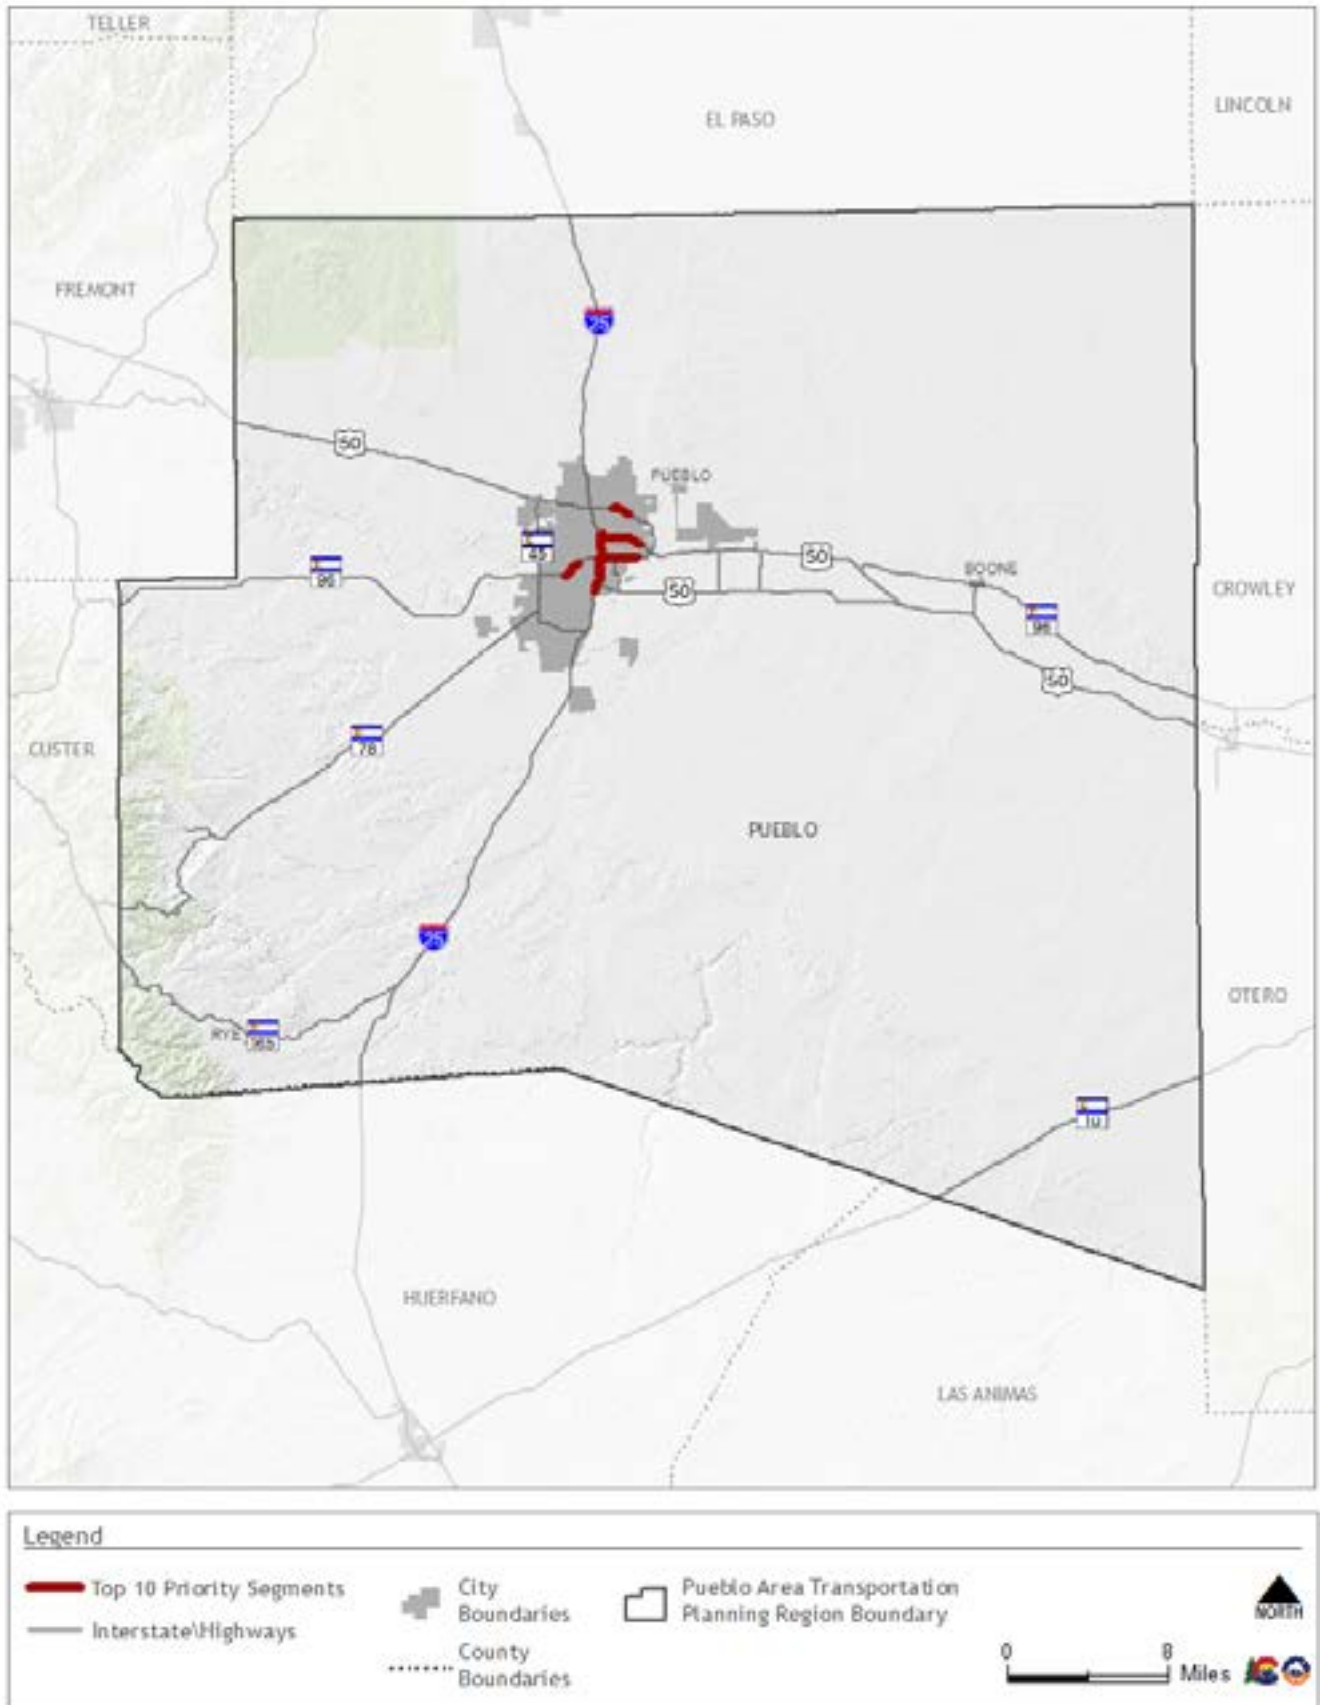 TELLER
EL PASO
LINCOLN
FREMONT
25
50
PUEBLO
45
50
96
50
BOONE
CROWLEY
96
50
CUSTER
78
PUEBLO
25
OTERO
RYE
165
10
HUERFANO
LAS ANIMAS
Legend
Top 10 Priority Segments
Interstate\Highways
City
Boundaries
County
Boundaries
Pueblo Area Transportation
Planning Region Boundary
NORTH
0 8
Miles